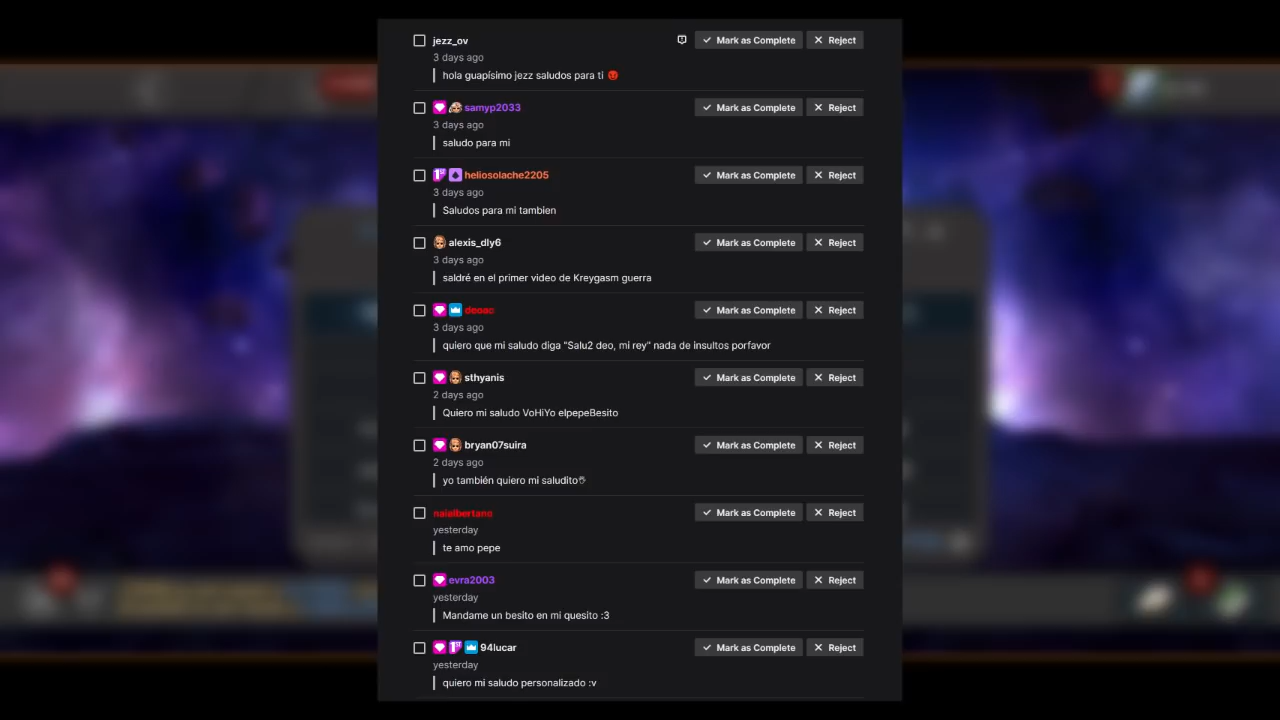 jezz_ov
Mark as Complete
Reject
3 days ago
hola guapísimo jezz saludos para ti
samyp2033
Mark as Complete
Reject
3 days ago
saludo para mi
1ST heliosolache2205
Mark as Complete
Reject
3 days ago
Saludos para mi tambien
alexis_dly6
Mark as Complete
Reject
3 days ago
saldré en el primer video de Kreygasm guerra
deoac
Mark as Complete
Reject
3 days ago
quiero que mi saludo diga "Salu2 deo, mi rey" nada de insultos porfavor
sthyanis
Mark as Complete
Reject
2 days ago
Quiero mi saludo VoHiYo elpepeBesito
bryan07suira
Mark as Complete
Reject
2 days ago
yo también quiero mi saludito
naialbertano
Mark as Complete
Reject
yesterday
te amo pepe
evra2003
Mark as Complete
Reject
yesterday
Mandame un besito en mi quesito :3
1ST 94lucar
Mark as Complete
Reject
yesterday
quiero mi saludo personalizado :v